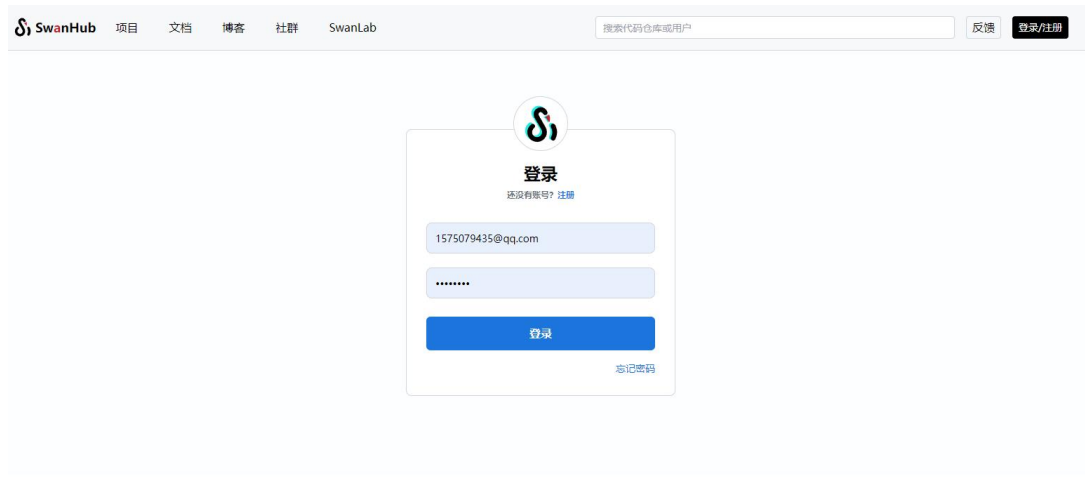 SwanHub 项目 文档 博客 社群 SwanLab 搜索代码仓库或用户 反馈 登录/注册
登录
还没有账号? 注册
1575079435@qq.com
••••••••
登录
忘记密码